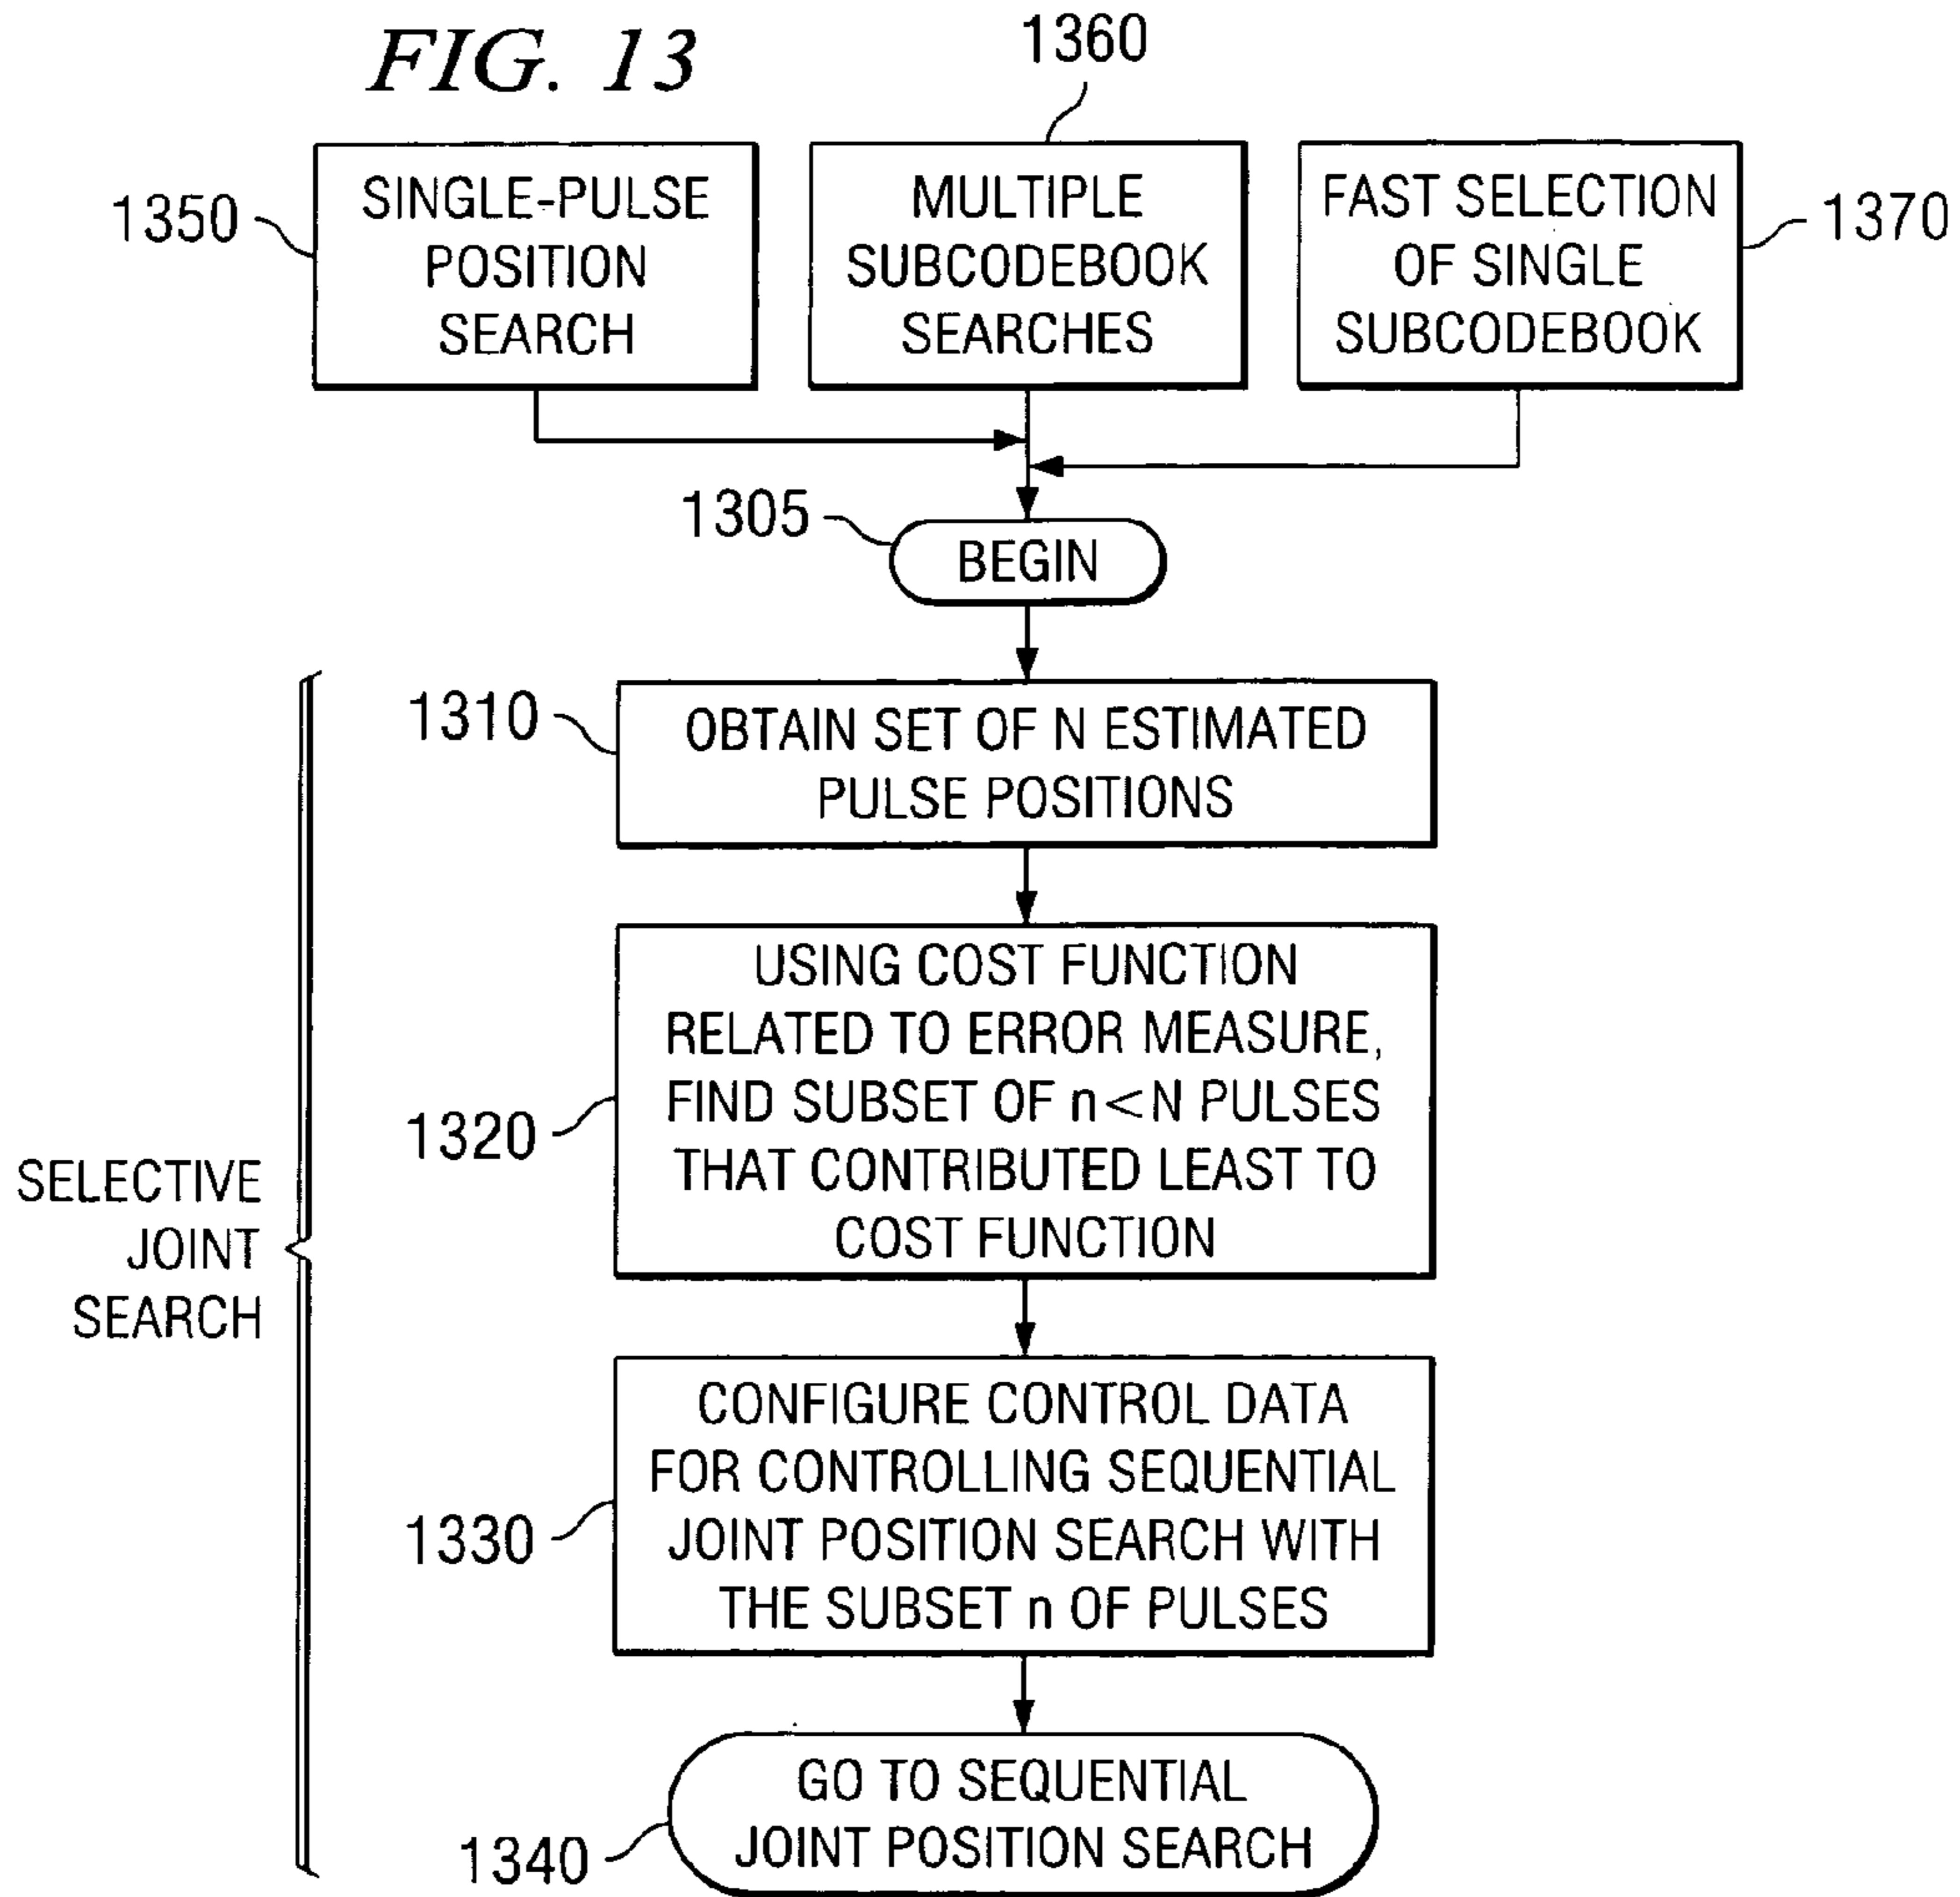 FIG. 13
1360
1350
SINGLE-PULSE
POSITION
SEARCH
MULTIPLE
SUBCODEBOOK
SEARCHES
FAST SELECTION
OF SINGLE
SUBCODEBOOK
1370
1305
BEGIN
1310
OBTAIN SET OF N ESTIMATED
PULSE POSITIONS
1320
USING COST FUNCTION
RELATED TO ERROR MEASURE,
FIND SUBSET OF n<N PULSES
THAT CONTRIBUTED LEAST TO
COST FUNCTION
SELECTIVE
JOINT
SEARCH
1330
CONFIGURE CONTROL DATA
FOR CONTROLLING SEQUENTIAL
JOINT POSITION SEARCH WITH
THE SUBSET n OF PULSES
1340
GO TO SEQUENTIAL
JOINT POSITION SEARCH